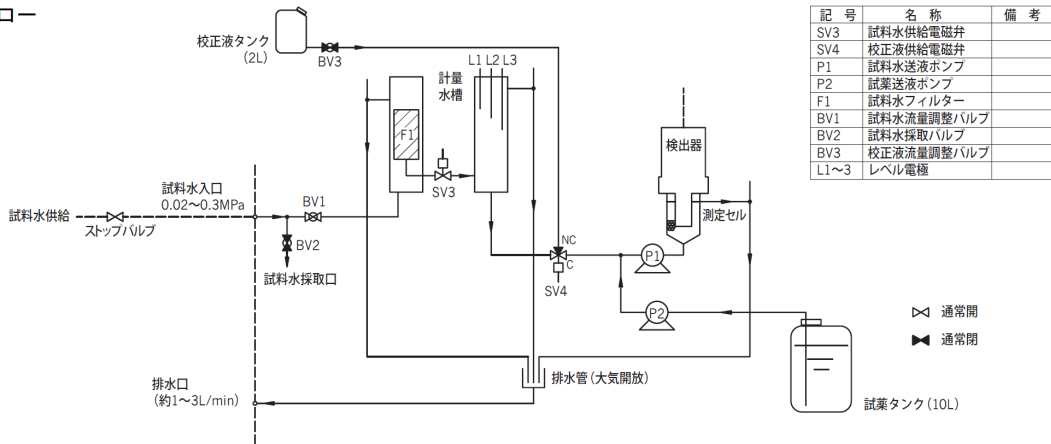 ロー
校正液タンク
(2L)
BV3
計量
水槽
L1 L2 L3
F1
SV3
検出器
測定セル
試料水供給
ストップバルブ
試料水入口
0.02〜0.3MPa
BV1
BV2
試料水採取口
NC
C
SV4
P1
P2
排水口
(約1〜3L/min)
排水管(大気開放)
試薬タンク(10L)
通常開
通常閉
記 号 名 称 備 考
SV3 試料水供給電磁弁
SV4 校正液供給電磁弁
P1 試料水送液ポンプ
P2 試薬送液ポンプ
F1 試料水フィルター
BV1 試料水流量調整バルブ
BV2 試料水採取バルブ
BV3 校正液流量調整バルブ
L1〜3 レベル電極